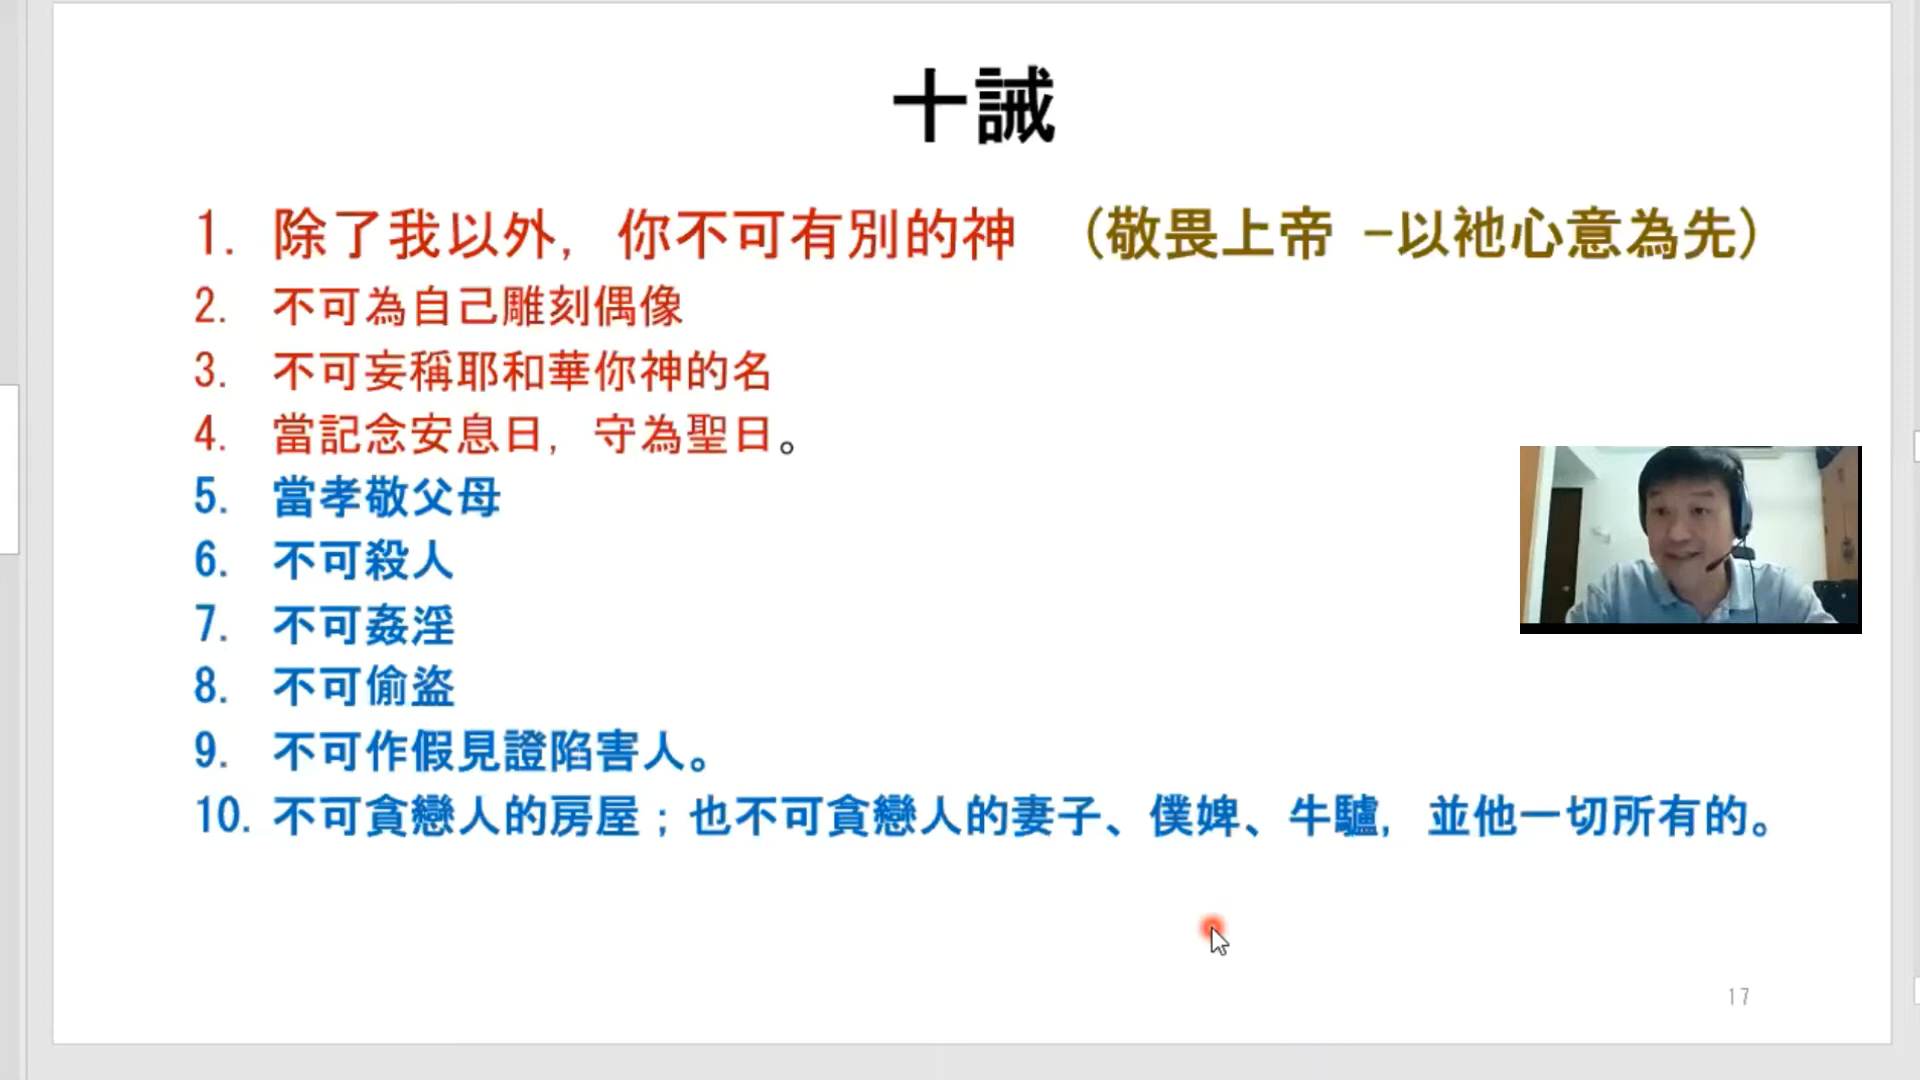 十誡
1. 除了我以外，你不可有別的神 （敬畏上帝 -以祂心意為先）
2. 不可為自己雕刻偶像
3. 不可妄稱耶和華你神的名
4. 當記念安息日，守為聖日。
5. 當孝敬父母
6. 不可殺人
7. 不可姦淫
8. 不可偷盜
9. 不可作假見證陷害人。
10. 不可貪戀人的房屋；也不可貪戀人的妻子、僕婢、牛驢，並他一切所有的。
17